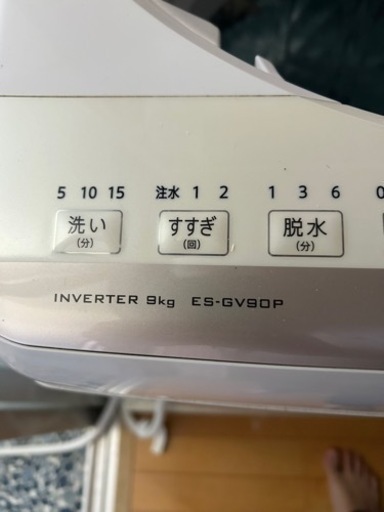 5 10 15 注水 1 2 1 3 6 0
洗い すすぎ 脱水
(分) (回) (分)
INVERTER 9kg ES-GV90P